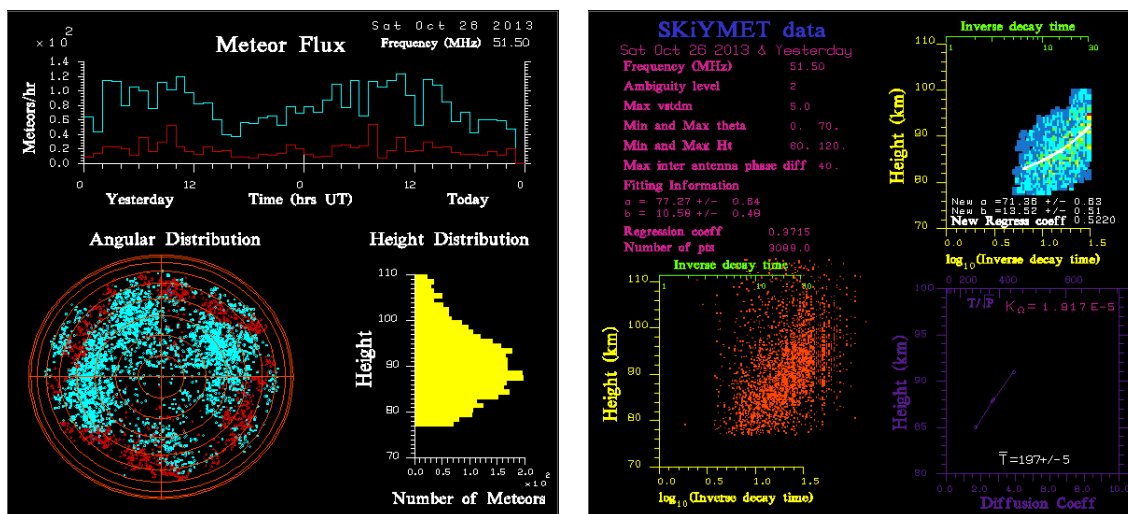 Sat Oct 26 2013
× 10²
Meteor Flux
Frequency (MHz) 51.50
Meteors/hr
1.4
1.2
1.0
0.8
0.6
0.4
0.2
0.0
0 12 0 12 0
Yesterday Time (hrs UT) Today
Angular Distribution
Height Distribution
Height
110
100
90
80
70
0.0 0.5 1.0 1.5 2.0
× 10²
Number of Meteors
SKiYMET data
Sat Oct 26 2013 & Yesterday
Frequency (MHz) 51.50
Ambiguity level 2
Max vstdm 5.0
Min and Max theta 0. 70.
Min and Max Ht 60. 120.
Max inter antenna phase diff 40.
Fitting Information
a = 77.27 +/- 0.64
b = 10.58 +/- 0.48
Regression coeff 0.3715
Number of pts 3089.0
Inverse decay time
1 10 30
Height (km)
110
100
90
80
70
0.0 0.5 1.0 1.5
log₁₀(Inverse decay time)
Inverse decay time
1 10 30
Height (km)
110
100
90
80
70
New a =71.36 +/- 0.63
New b =13.52 +/- 0.51
New Regress coeff 0.5220
0.0 0.5 1.0 1.5
log₁₀(Inverse decay time)
0 200 400 600
T/√P
K₀ = 1.917 E-5
Height (km)
100
95
90
85
80
T̅=197+/-5
0 2.0 4.0 6.0 8.0 10.0
Diffusion Coeff